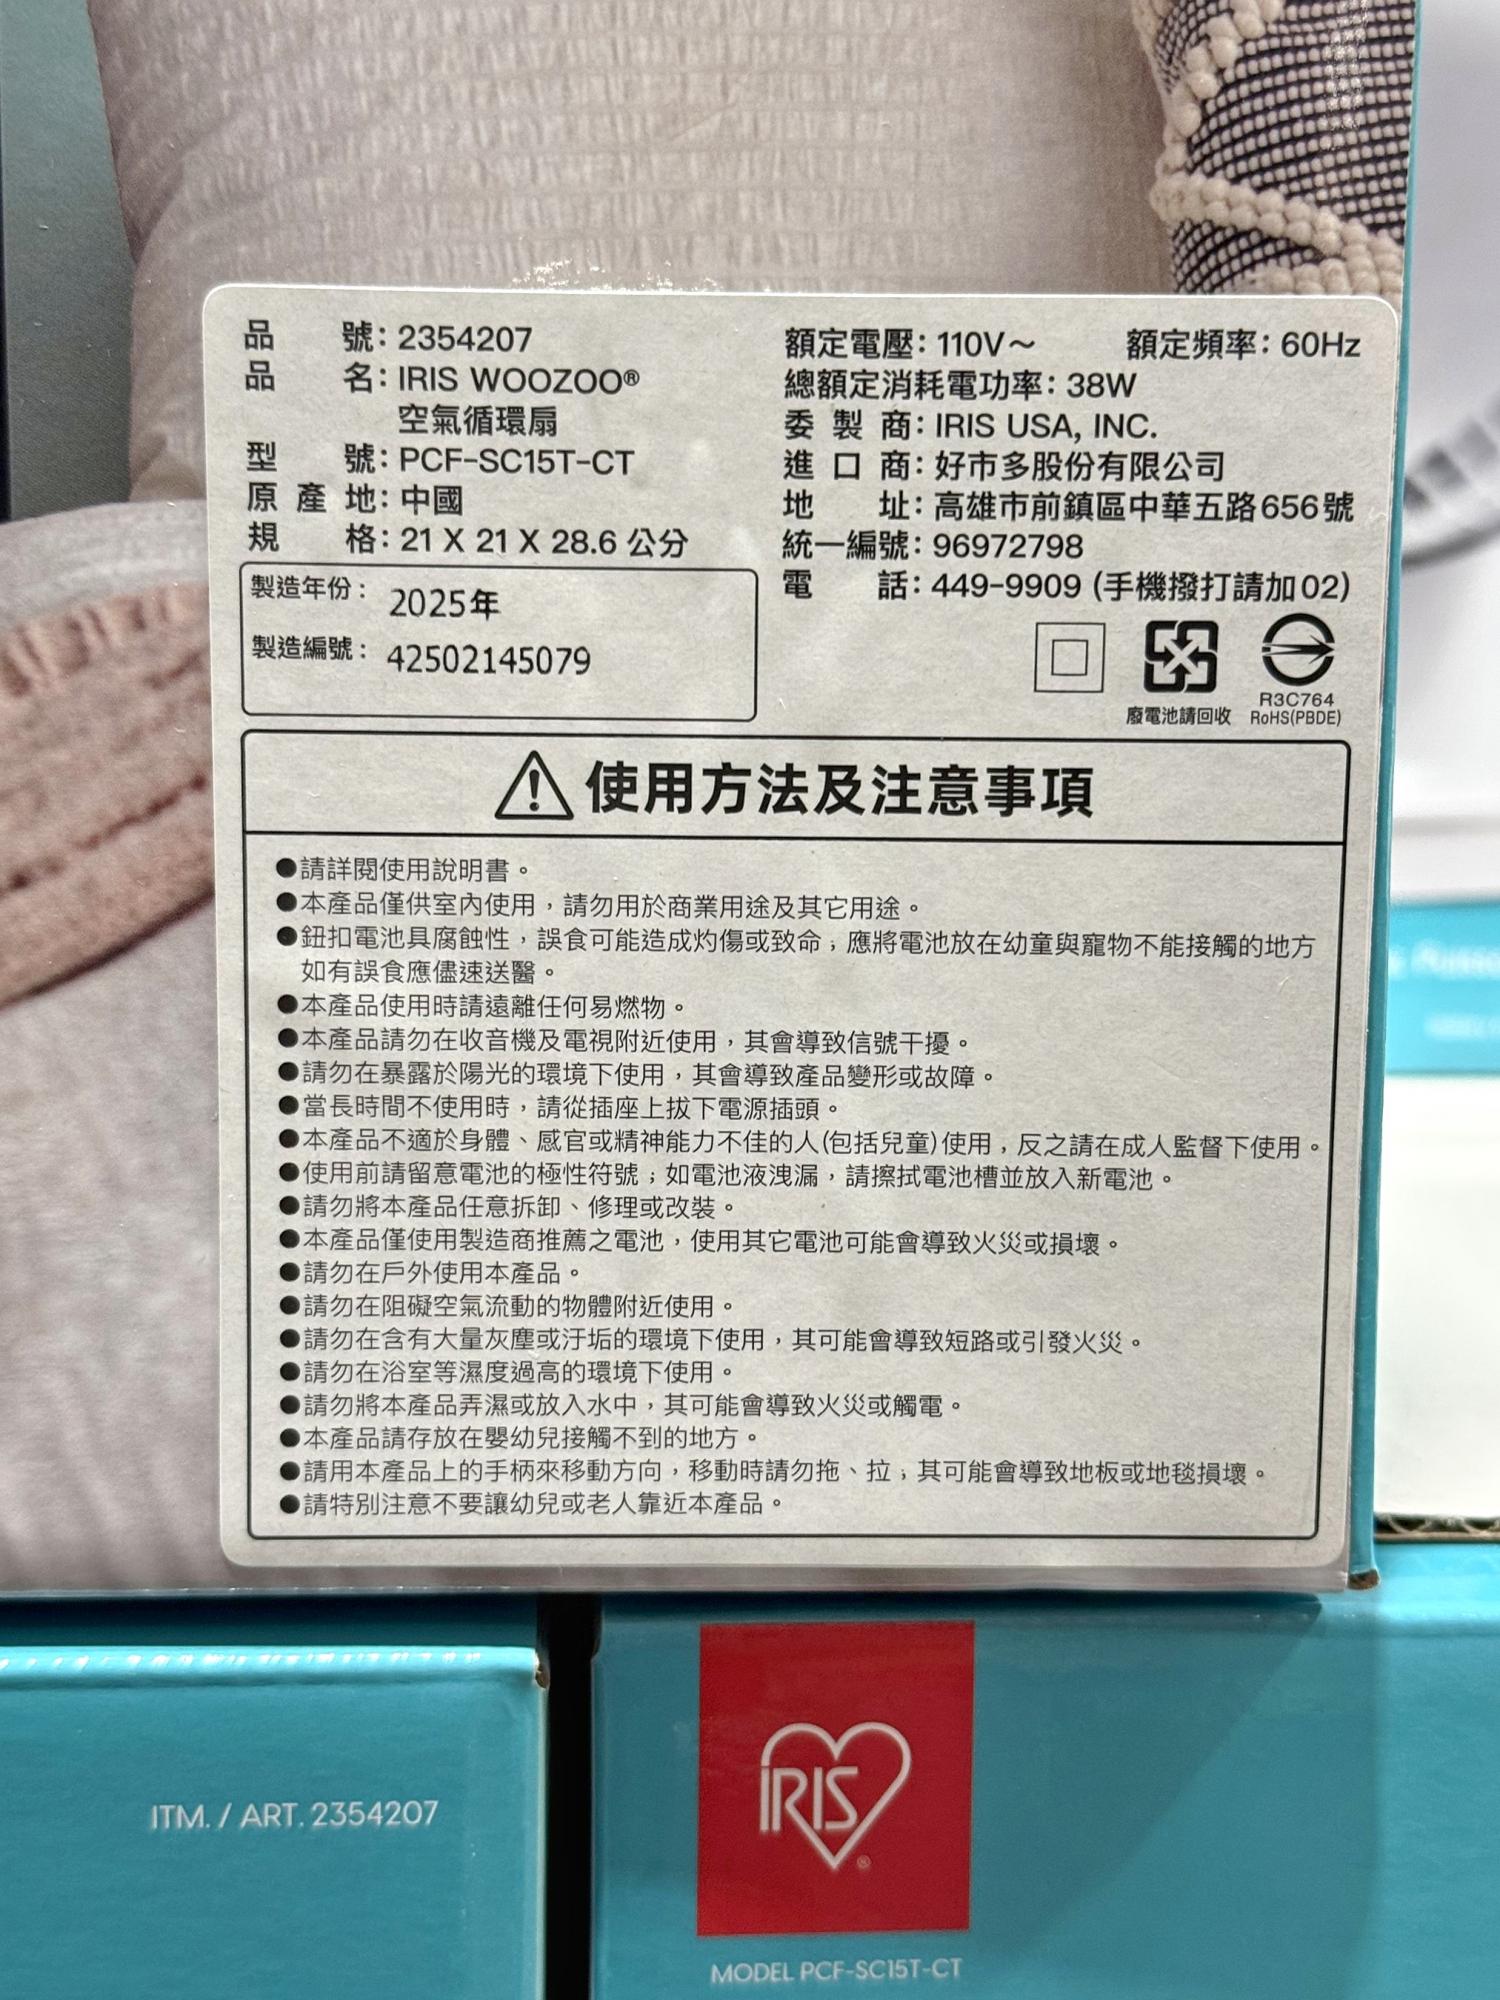 品　　號：2354207
品　　名：IRIS WOOZOO®
空氣循環扇
型　　號：PCF-SC15T-CT
原 產 地：中國
規　　格：21 X 21 X 28.6 公分
製造年份： 2025年
製造編號： 42502145079
額定電壓：110V～　額定頻率：60Hz
總額定消耗電功率：38W
委 製 商：IRIS USA, INC.
進 口 商：好市多股份有限公司
地　　址：高雄市前鎮區中華五路656號
統一編號：96972798
電　　話：449-9909 (手機撥打請加02)
廢電池請回收
R3C764
RoHS(PBDE)
使用方法及注意事項
●請詳閱使用說明書。
●本產品僅供室內使用，請勿用於商業用途及其它用途。
●鈕扣電池具腐蝕性，誤食可能造成灼傷或致命；應將電池放在幼童與寵物不能接觸的地方
如有誤食應儘速送醫。
●本產品使用時請遠離任何易燃物。
●本產品請勿在收音機及電視附近使用，其會導致信號干擾。
●請勿在暴露於陽光的環境下使用，其會導致產品變形或故障。
●當長時間不使用時，請從插座上拔下電源插頭。
●本產品不適於身體、感官或精神能力不佳的人(包括兒童)使用，反之請在成人監督下使用。
●使用前請留意電池的極性符號；如電池液洩漏，請擦拭電池槽並放入新電池。
●請勿將本產品任意拆卸、修理或改裝。
●本產品僅使用製造商推薦之電池，使用其它電池可能會導致火災或損壞。
●請勿在戶外使用本產品。
●請勿在阻礙空氣流動的物體附近使用。
●請勿在含有大量灰塵或汙垢的環境下使用，其可能會導致短路或引發火災。
●請勿在浴室等濕度過高的環境下使用。
●請勿將本產品弄濕或放入水中，其可能會導致火災或觸電。
●本產品請存放在嬰幼兒接觸不到的地方。
●請用本產品上的手柄來移動方向，移動時請勿拖、拉；其可能會導致地板或地毯損壞。
●請特別注意不要讓幼兒或老人靠近本產品。
ITM. / ART. 2354207
IRIS®
MODEL PCF-SC15T-CT